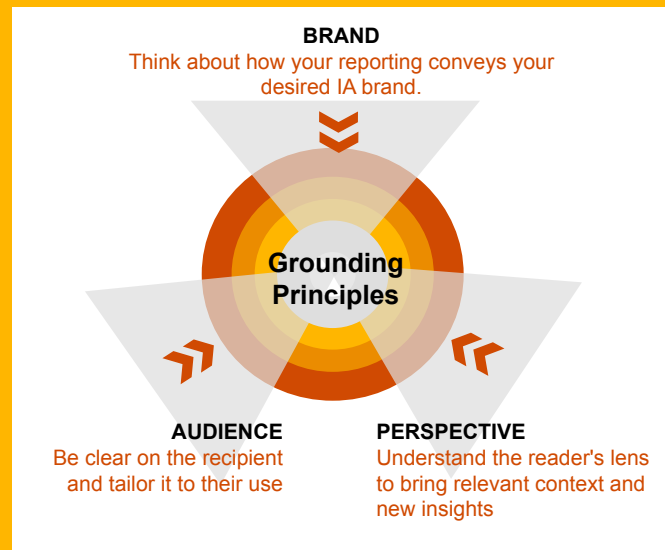 BRAND
Think about how your reporting conveys your
desired IA brand.
Grounding
Principles
AUDIENCE
Be clear on the recipient
and tailor it to their use
PERSPECTIVE
Understand the reader's lens
to bring relevant context and
new insights